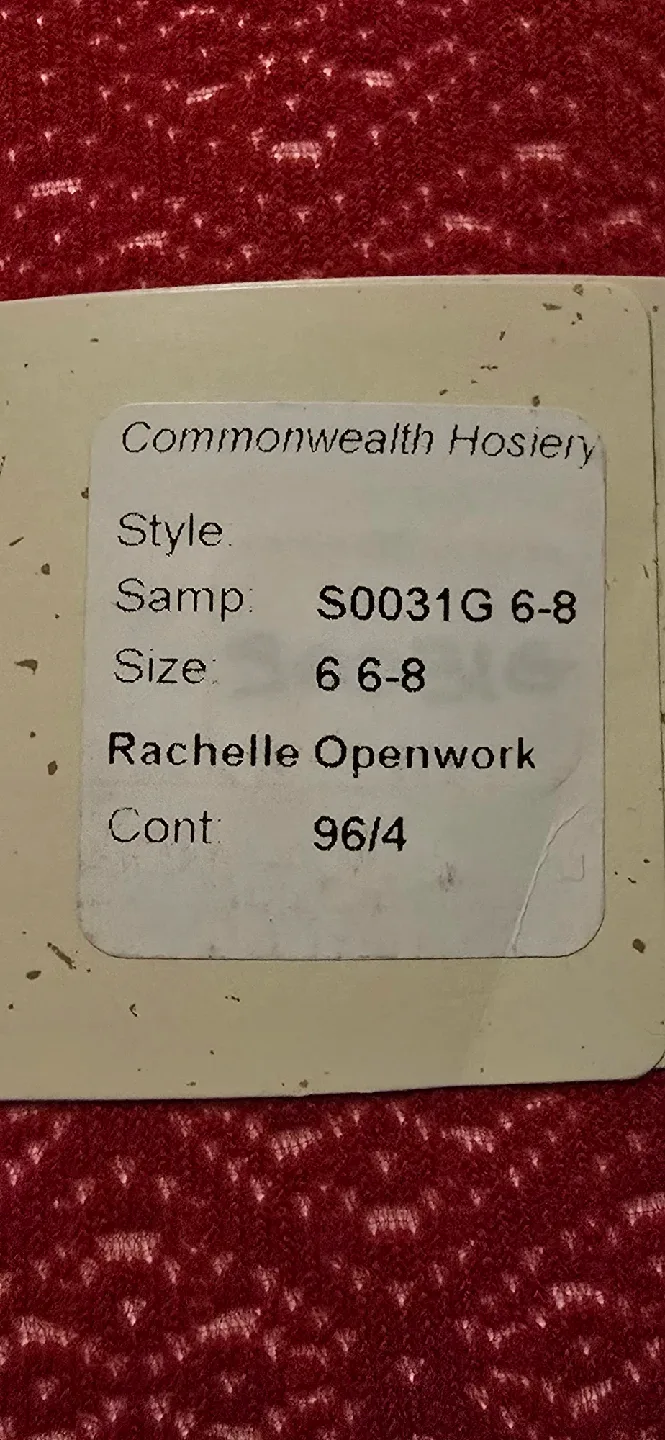 Commonwealth Hosiery
Style:
Samp: S0031G 6-8
Size: 6 6-8
Rachelle Openwork
Cont: 96/4